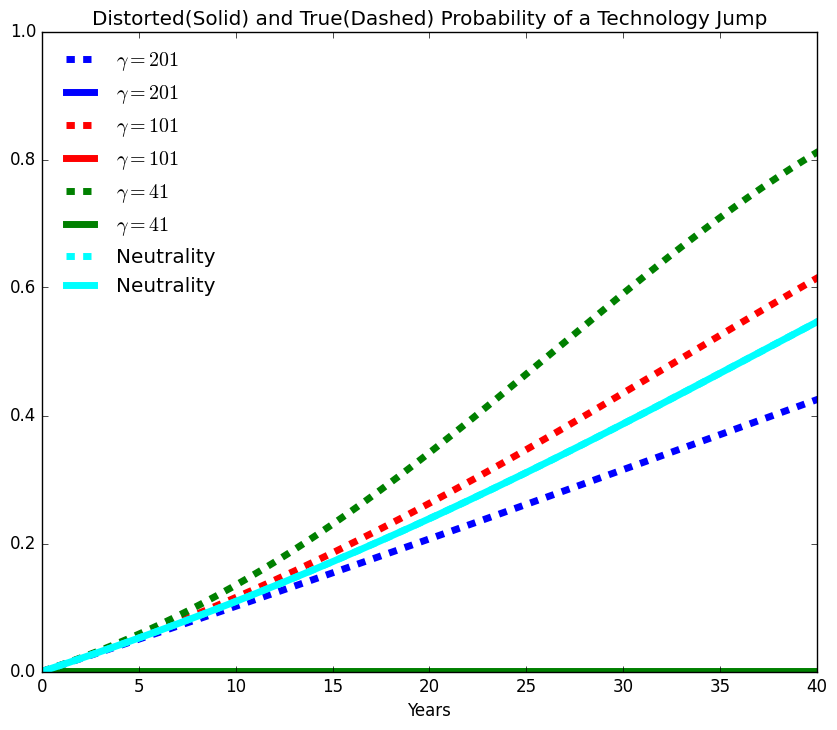 Distorted(Solid) and True(Dashed) Probability of a Technology Jump
1.0
0.8
0.6
0.4
0.2
0.0
γ = 201
γ = 201
γ = 101
γ = 101
γ = 41
γ = 41
Neutrality
Neutrality
0 5 10 15 20 25 30 35 40
Years